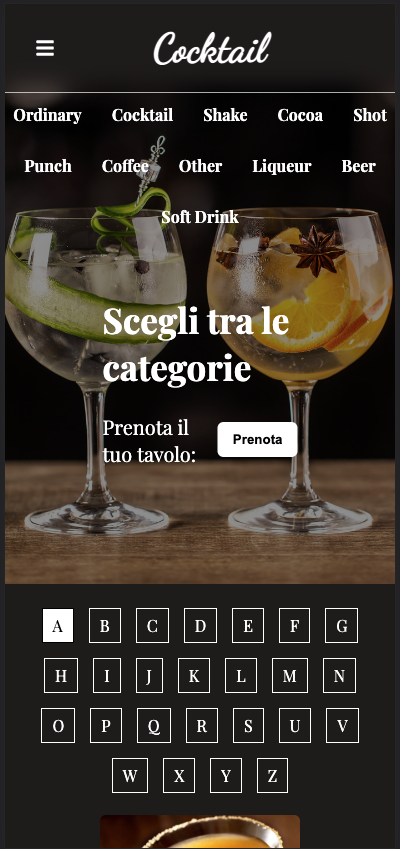 Cocktail
Ordinary Cocktail Shake Cocoa Shot
Punch Coffee Other Liqueur Beer
Soft Drink
Scegli tra le
categorie
Prenota il
tuo tavolo:
Prenota
A B C D E F G
H I J K L M N
O P Q R S U V
W X Y Z